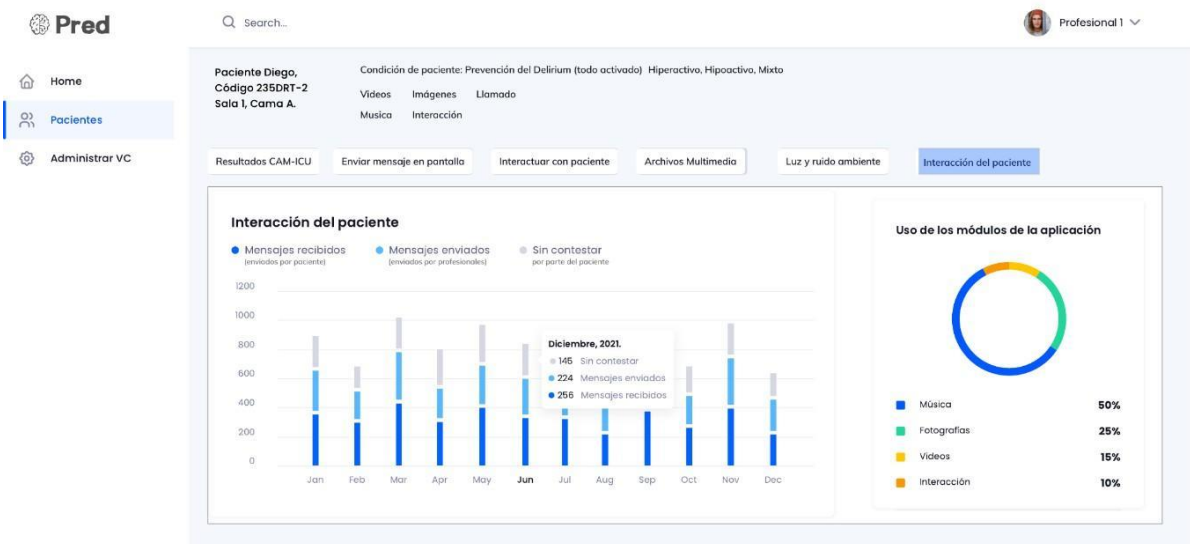 Pred
Search...
Profesional 1
Home
Pacientes
Administrar VC
Paciente Diego,
Código 235DRT-2
Sala 1, Cama A.
Condición de paciente: Prevención del Delirium (todo activado) Hiperactivo, Hipoactivo, Mixto
Videos Imágenes Llamado
Musica Interacción
Resultados CAM-ICU Enviar mensaje en pantalla Interactuar con paciente Archivos Multimedia Luz y ruido ambiente Interacción del paciente
Interacción del paciente
Mensajes recibidos Mensajes enviados Sin contestar
(enviados por paciente) (enviados por profesionales) por parte del paciente
1200
1000
800
600
400
200
0
Diciembre, 2021.
145 Sin contestar
224 Mensajes enviados
256 Mensajes recibidos
Jan Feb Mar Apr May Jun Jul Aug Sep Oct Nov Dec
Uso de los módulos de la aplicación
Música 50%
Fotografías 25%
Videos 15%
Interacción 10%